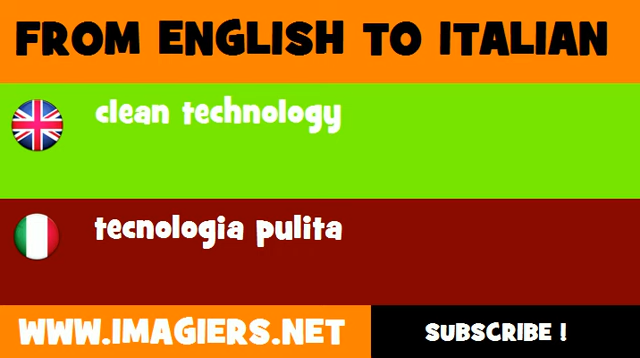 FROM ENGLISH TO ITALIAN
clean technology
tecnologia pulita
WWW.IMAGIERS.NET
SUBSCRIBE !